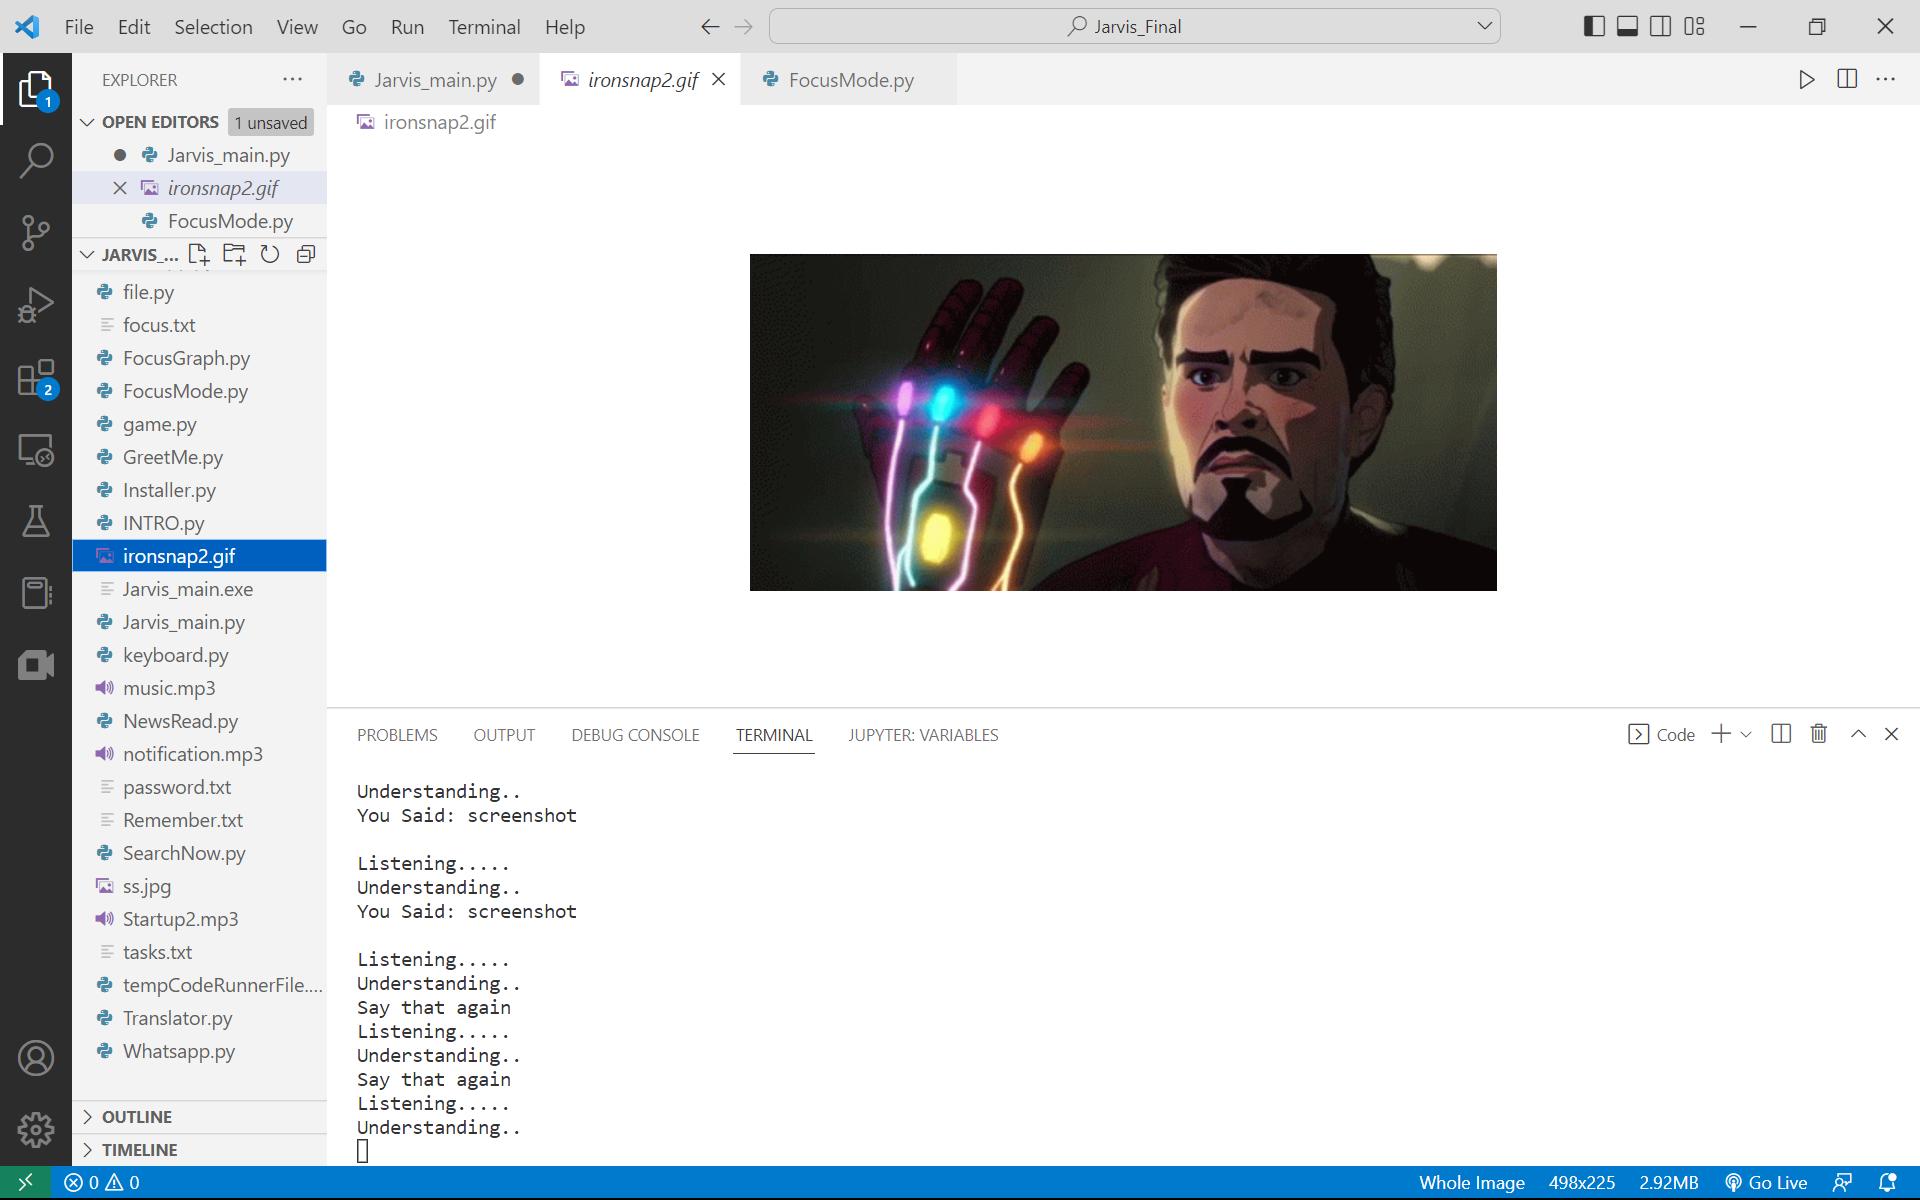 File Edit Selection View Go Run Terminal Help Jarvis_Final
EXPLORER
OPEN EDITORS 1 unsaved
Jarvis_main.py
ironsnap2.gif
FocusMode.py
JARVIS_...
file.py
focus.txt
FocusGraph.py
FocusMode.py
game.py
GreetMe.py
Installer.py
INTRO.py
ironsnap2.gif
Jarvis_main.exe
Jarvis_main.py
keyboard.py
music.mp3
NewsRead.py
notification.mp3
password.txt
Remember.txt
SearchNow.py
ss.jpg
Startup2.mp3
tasks.txt
tempCodeRunnerFile....
Translator.py
Whatsapp.py
OUTLINE
TIMELINE
1
2
Jarvis_main.py ironsnap2.gif FocusMode.py
ironsnap2.gif
PROBLEMS OUTPUT DEBUG CONSOLE TERMINAL JUPYTER: VARIABLES Code
Understanding..
You Said: screenshot
Listening.....
Understanding..
You Said: screenshot
Listening.....
Understanding..
Say that again
Listening.....
Understanding..
Say that again
Listening.....
Understanding..
0 0 Whole Image 498x225 2.92MB Go Live